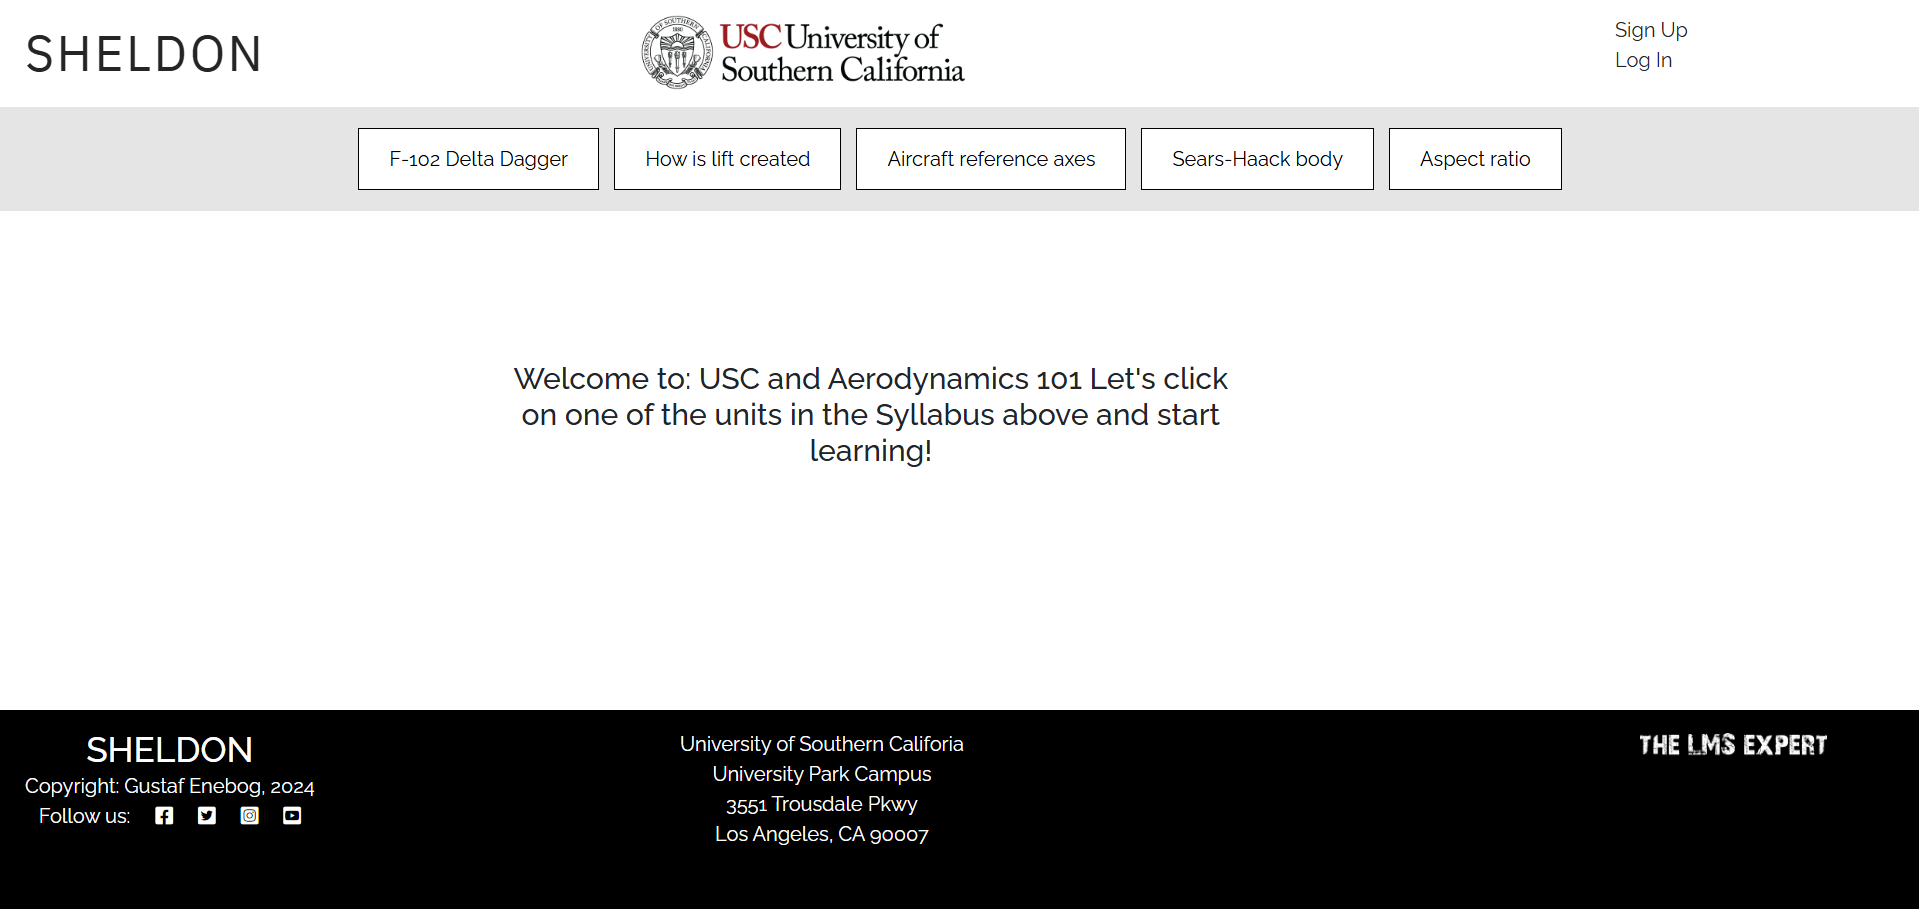 SHELDON
USC University of
Southern California
Sign Up
Log In
F-102 Delta Dagger
How is lift created
Aircraft reference axes
Sears-Haack body
Aspect ratio
Welcome to: USC and Aerodynamics 101 Let's click
on one of the units in the Syllabus above and start
learning!
SHELDON
Copyright: Gustaf Enebog, 2024
Follow us:
University of Southern Califoria
University Park Campus
3551 Trousdale Pkwy
Los Angeles, CA 90007
THE LMS EXPERT